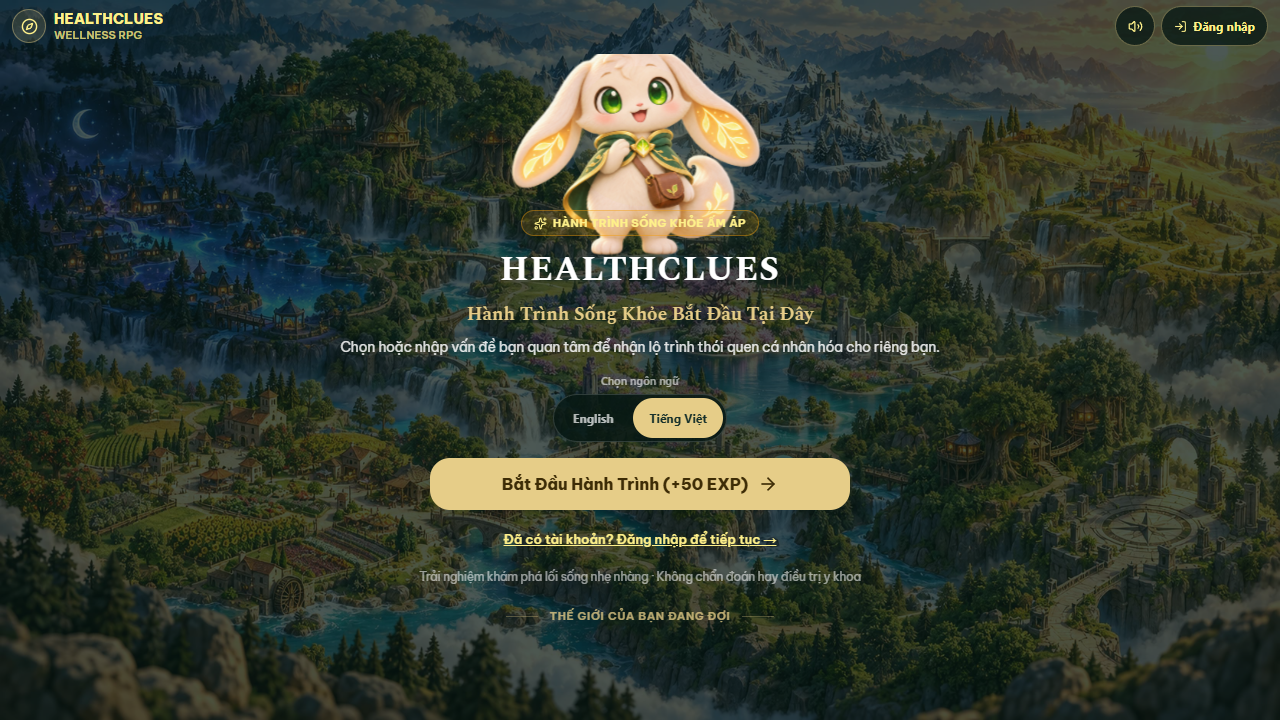 HEALTHCLUES
WELLNESS RPG
Đăng nhập
HÀNH TRÌNH SỐNG KHỎE ẤM ÁP
HEALTHCLUES
Hành Trình Sống Khỏe Bắt Đầu Tại Đây
Chọn hoặc nhập vấn đề bạn quan tâm để nhận lộ trình thói quen cá nhân hóa cho riêng bạn.
Chọn ngôn ngữ
English
Tiếng Việt
Bắt Đầu Hành Trình (+50 EXP) →
Đã có tài khoản? Đăng nhập để tiếp tục →
Trải nghiệm khám phá lối sống nhẹ nhàng · Không chẩn đoán hay điều trị y khoa
THẾ GIỚI CỦA BẠN ĐANG ĐỢI